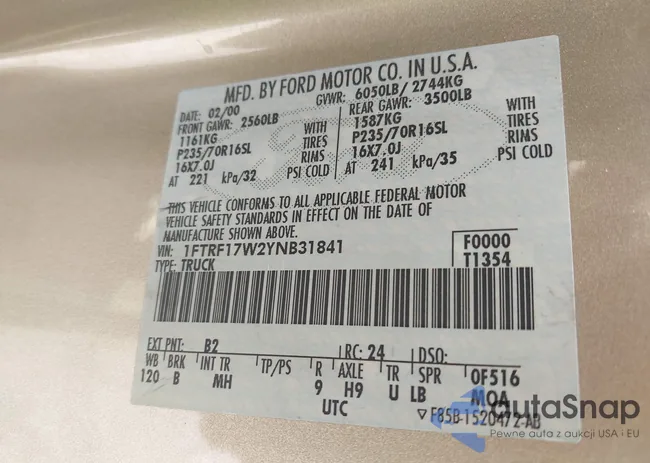 MFD. BY FORD MOTOR CO. IN U.S.A.
DATE: 02/00 GVWR: 6050LB/ 2744KG
FRONT GAWR: 2560LB REAR GAWR: 3500LB
1161KG WITH 1587KG WITH
P235/70R16SL TIRES P235/70R16SL TIRES
16X7.0J RIMS 16X7.0J RIMS
AT 221 kPa/32 PSI COLD AT 241 kPa/35 PSI COLD
THIS VEHICLE CONFORMS TO ALL APPLICABLE FEDERAL MOTOR
VEHICLE SAFETY STANDARDS IN EFFECT ON THE DATE OF
MANUFACTURE SHOWN ABOVE.
VIN: 1FTRF17W2YNB31841 F0000
TYPE: TRUCK T1354
EXT PNT: B2 RC: 24 DSO:
WB BRK INT TR TP/PS R AXLE TR SPR 0F516
120 B MH 9 H9 U LB MOA
UTC ▽F85B-1520472-AB
autaSnap
Pewne auta z aukcji USA i EU